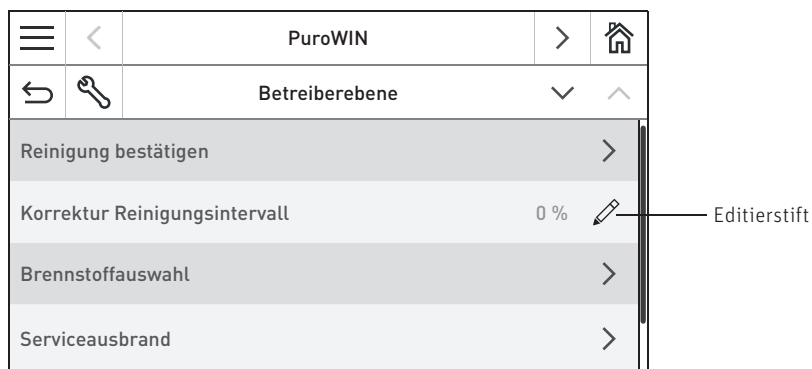 PuroWIN
Betreiberebene
Reinigung bestätigen
Korrektur Reinigungsintervall 0 %
Editierstift
Brennstoffauswahl
Serviceausbrand